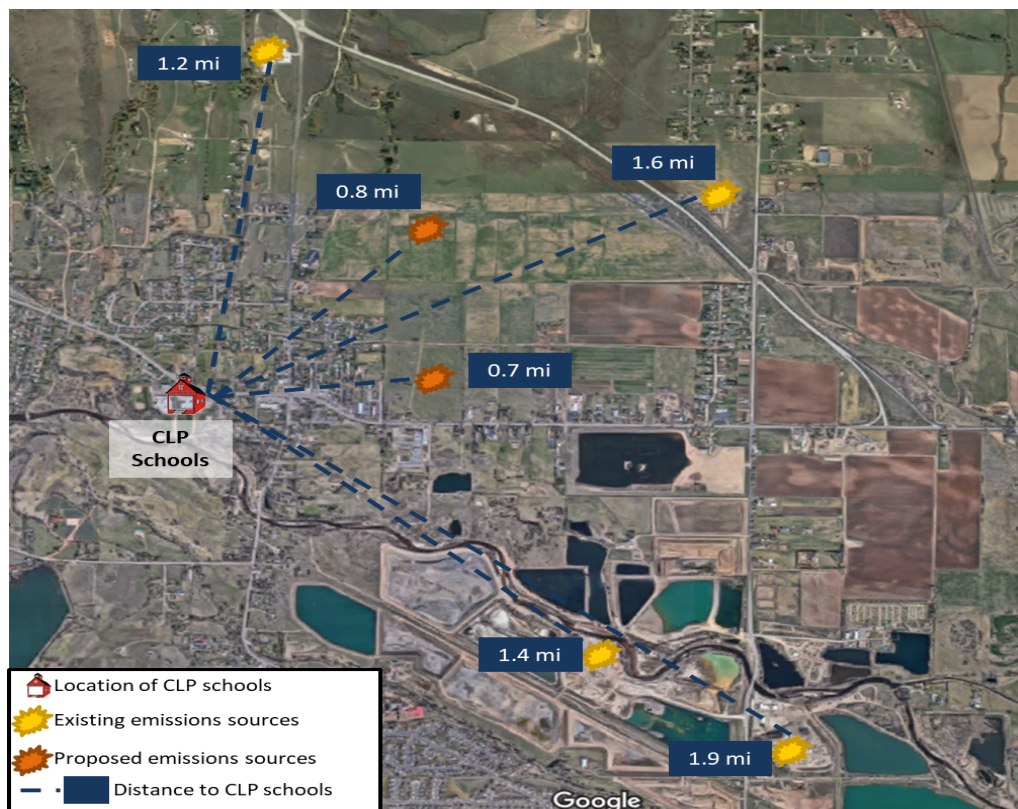 1.2 mi
1.6 mi
0.8 mi
0.7 mi
CLP
Schools
1.4 mi
1.9 mi
Location of CLP schools
Existing emissions sources
Proposed emissions sources
Distance to CLP schools
Google